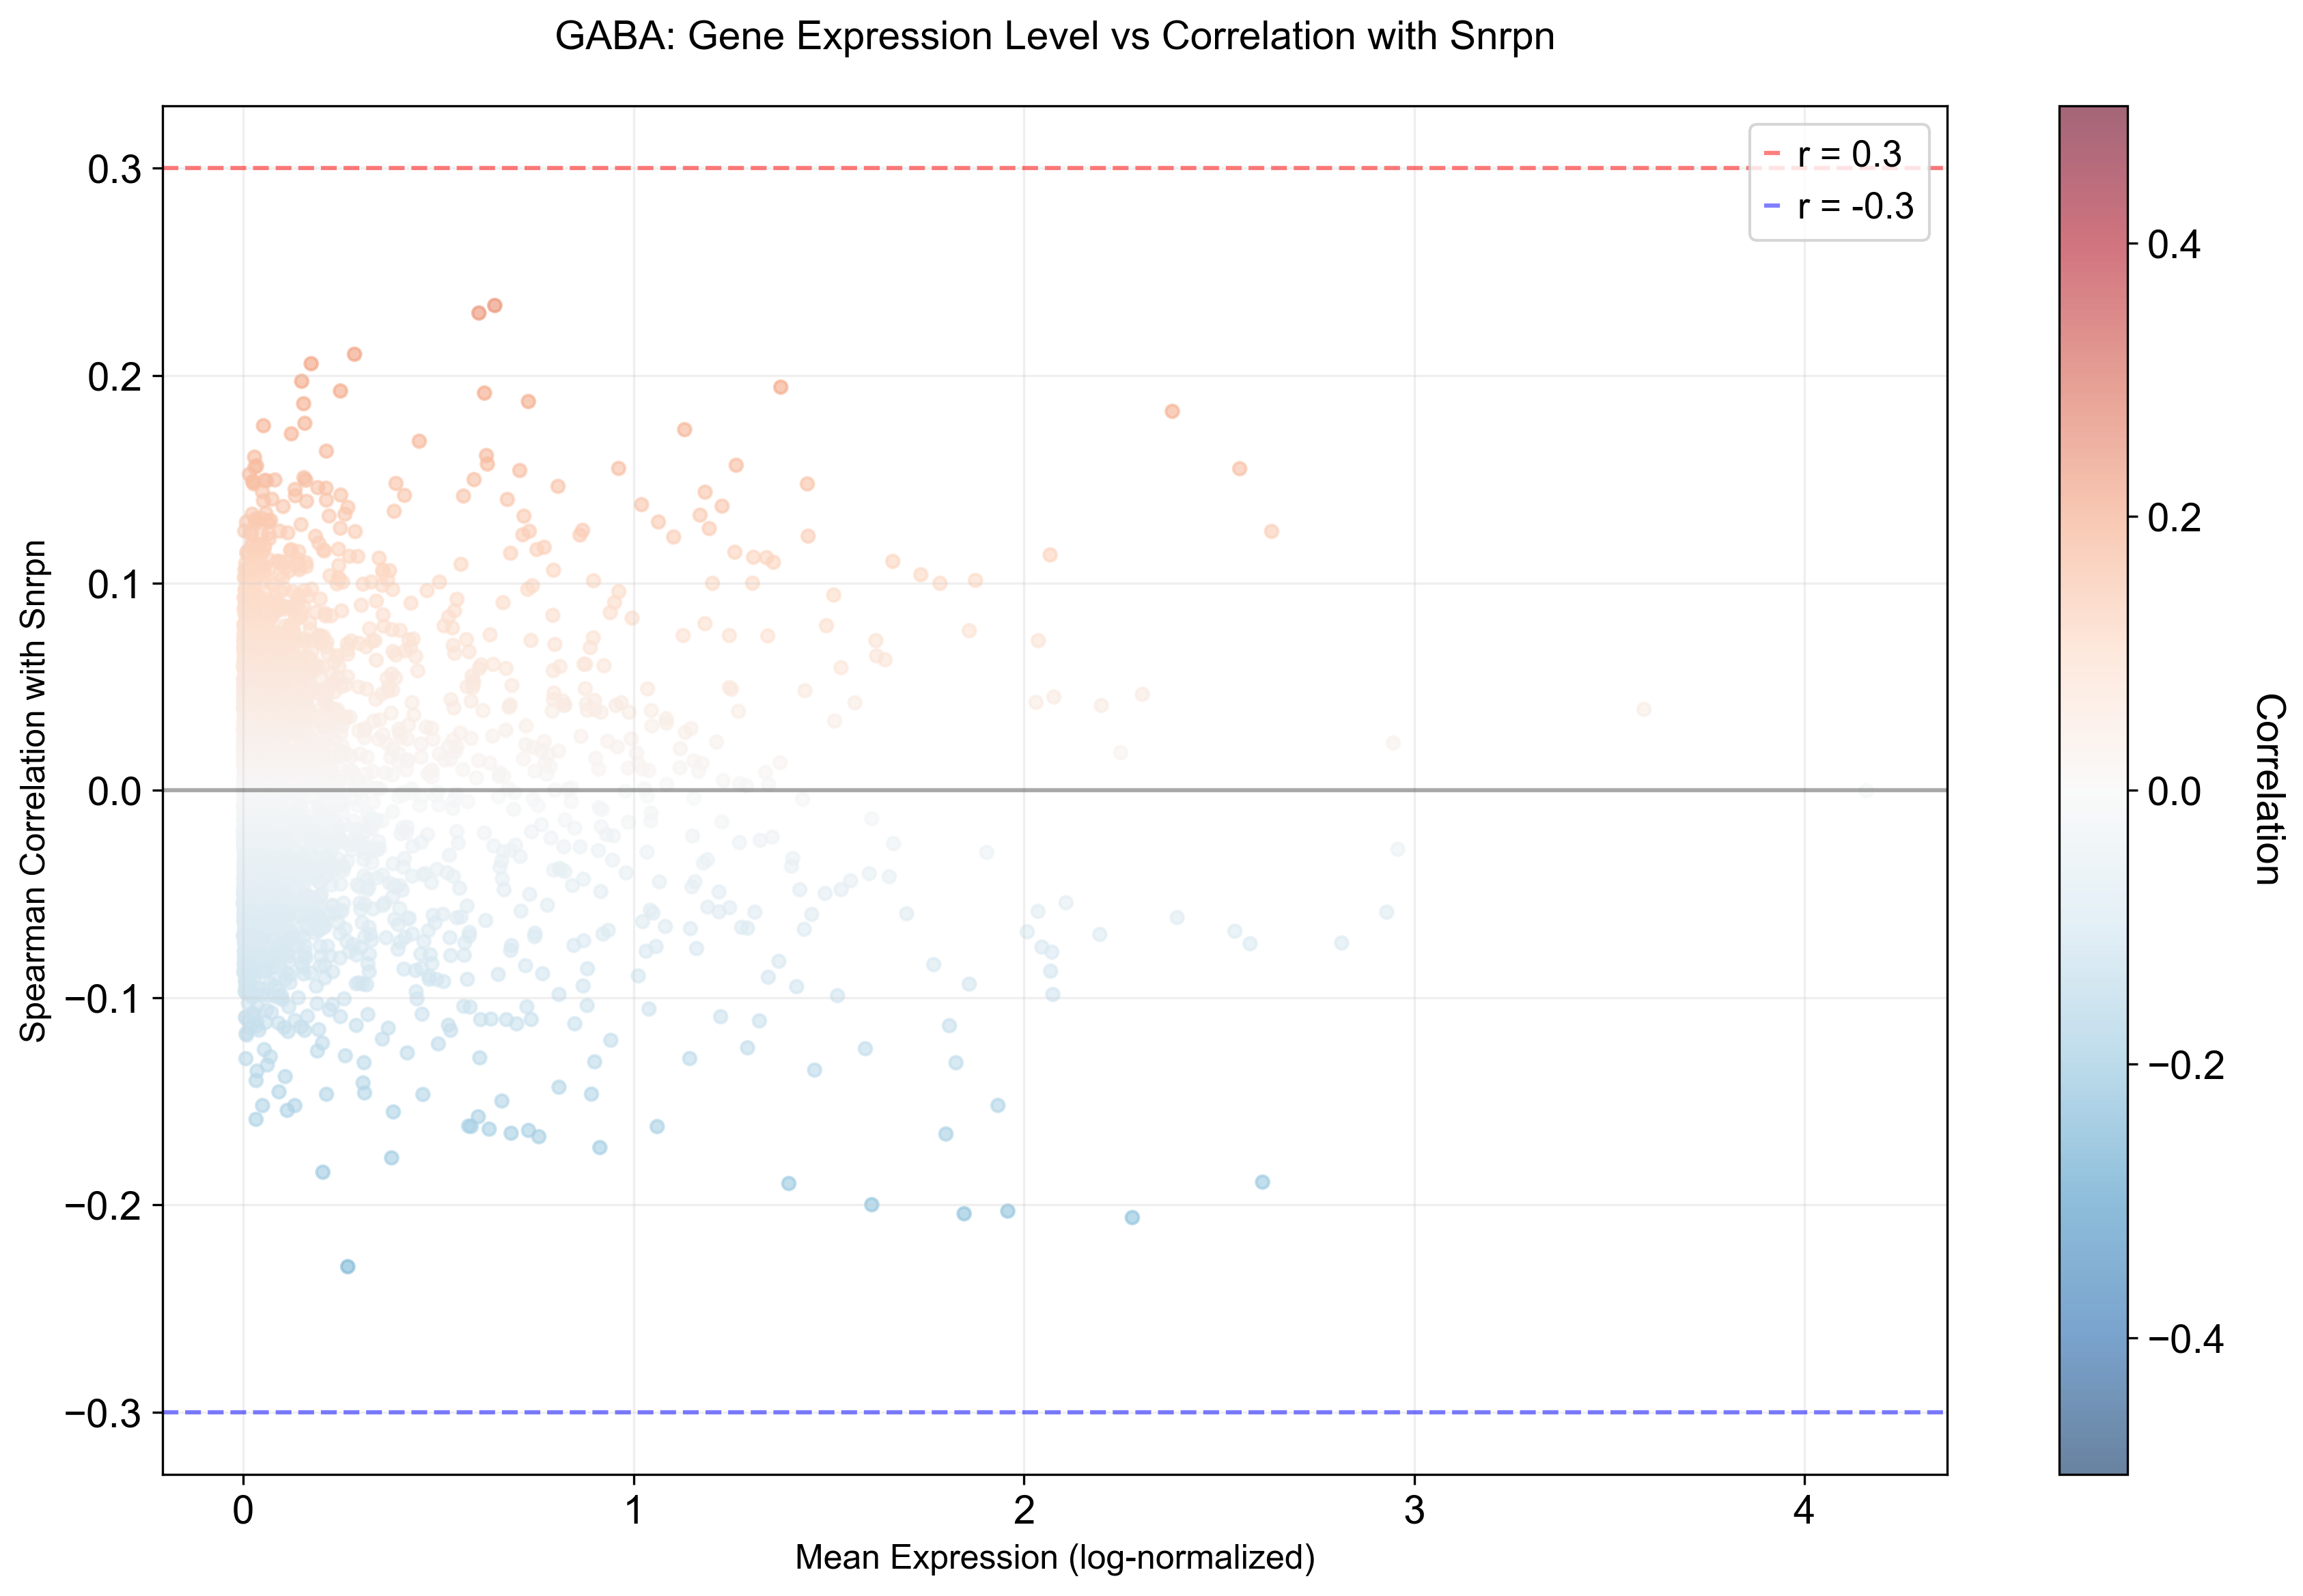 GABA: Gene Expression Level vs Correlation with Snrpn
r = 0.3
r = -0.3
0.3
0.2
0.1
0.0
−0.1
−0.2
−0.3
Spearman Correlation with Snrpn
0
1
2
3
4
Mean Expression (log-normalized)
0.4
0.2
0.0
−0.2
−0.4
Correlation